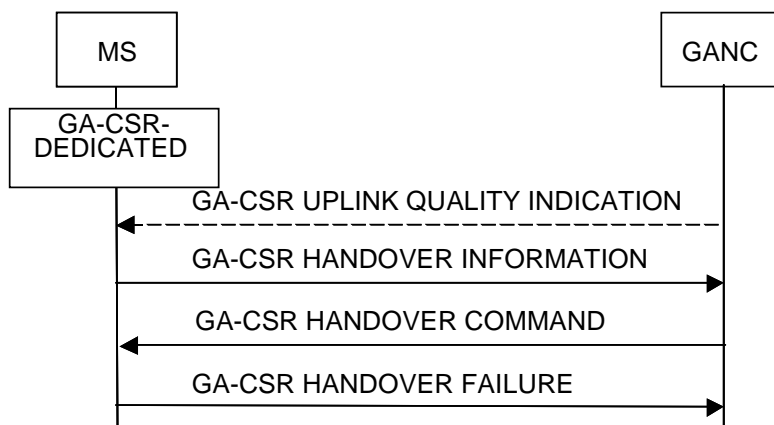 MS
GANC
GA-CSR-
DEDICATED
GA-CSR UPLINK QUALITY INDICATION
GA-CSR HANDOVER INFORMATION
GA-CSR HANDOVER COMMAND
GA-CSR HANDOVER FAILURE